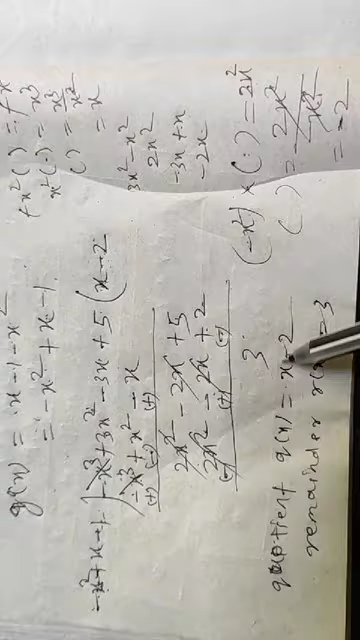 g(x) = x - 1 - x²
= -x² + x - 1
-x² + x - 1 ) -x³ + 3x² - 3x + 5 ( x - 2
-x³ + x² - x
(+) (-) (+)
2x² - 2x + 5
2x² - 2x + 2
(-) (+) (-)
3
quotient q(x) = x - 2
remainder = 3
x³
= x
3x² - x²
2x²
-3x + x
-2x
(-x²) × ( ) = 2x²
( ) = 2x²
-x²
= -2